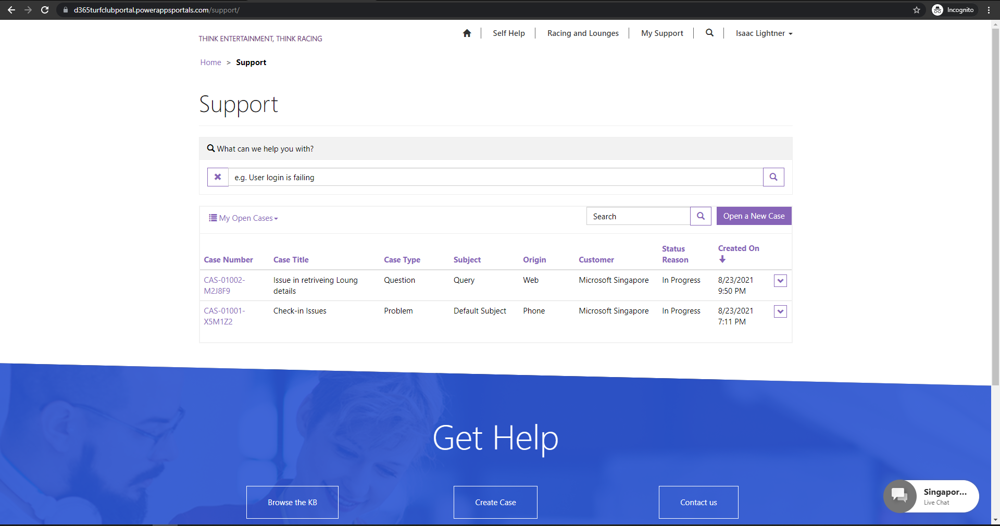 d365turfclubportal.powerappsportals.com/support/
Incognito
THINK ENTERTAINMENT, THINK RACING
Self Help
Racing and Lounges
My Support
Isaac Lightner
Home > Support
Support
What can we help you with?
e.g. User login is failing
My Open Cases
Search
Open a New Case
Case Number Case Title Case Type Subject Origin Customer Status Reason Created On
CAS-01002-M2J8F9 Issue in retriveing Loung details Question Query Web Microsoft Singapore In Progress 8/23/2021 9:50 PM
CAS-01001-X5M1Z2 Check-in Issues Problem Default Subject Phone Microsoft Singapore In Progress 8/23/2021 7:11 PM
Get Help
Browse the KB
Create Case
Contact us
Singapor...
Live Chat